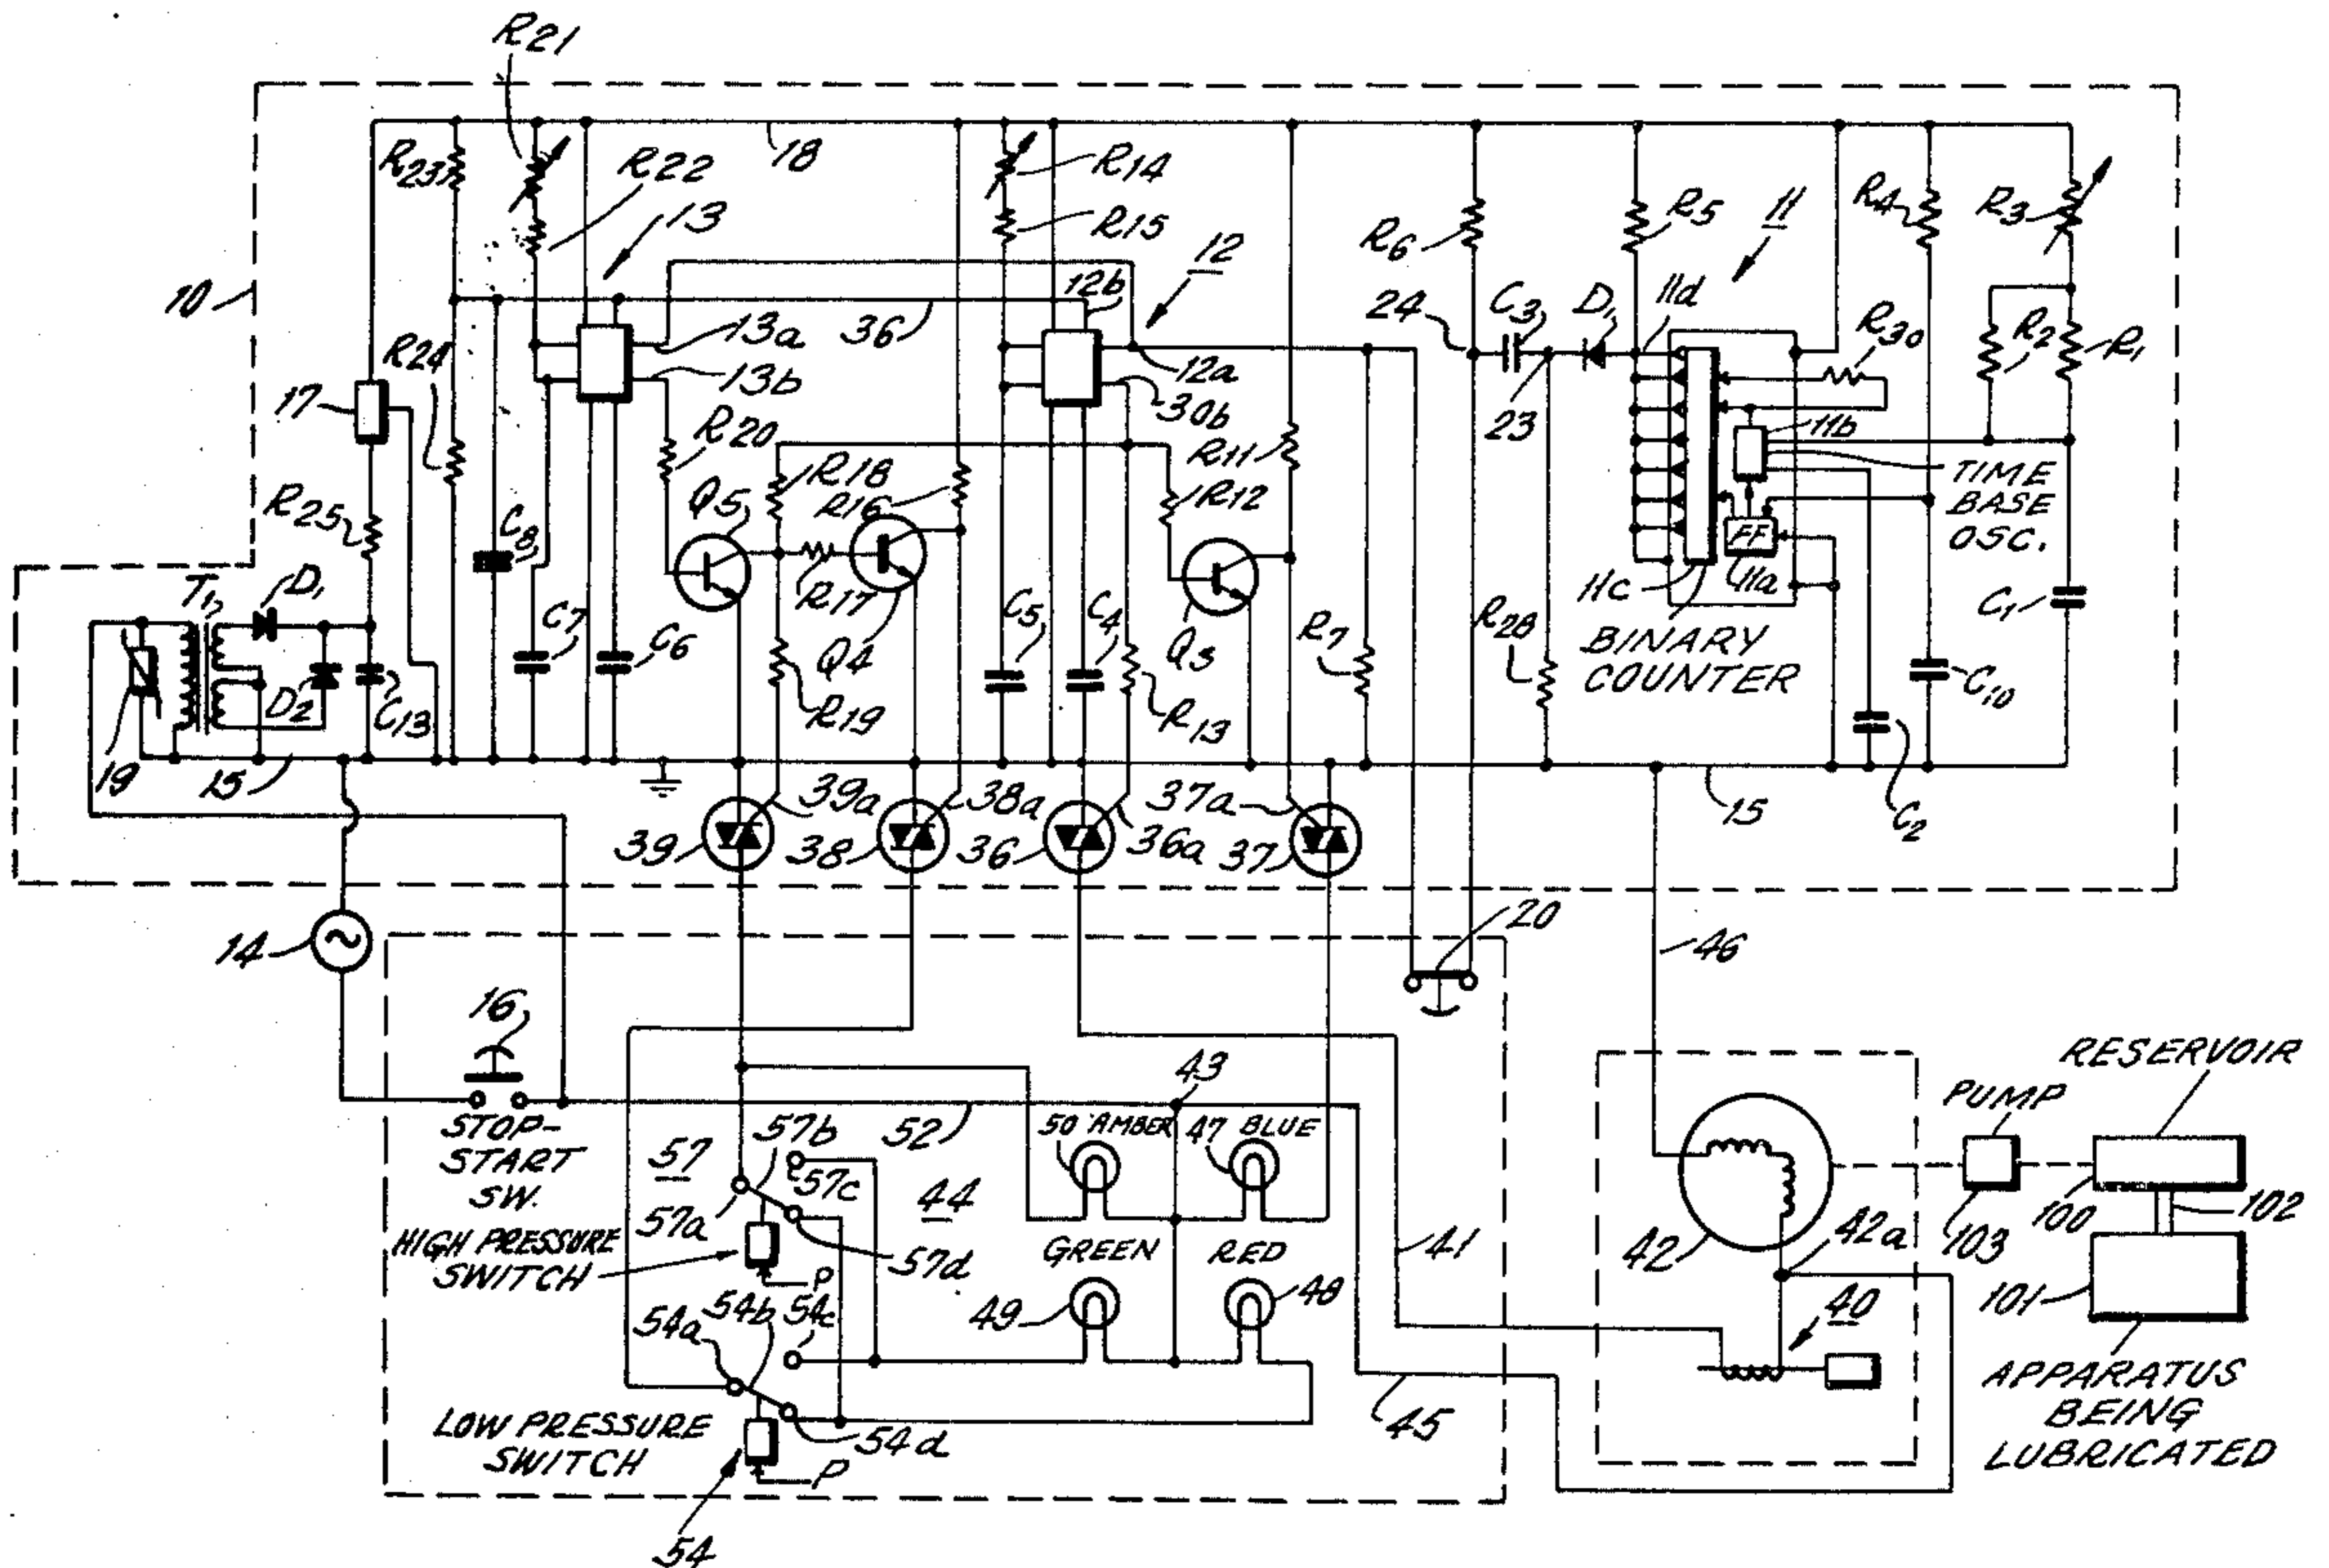 R21
R23
R22
13
18
R14
R15
12
12b
R6
R5
11
R4
R3
10
R24
13a
36
13b
12a
30b
24
C3
D1
11d
R30
R2
R1
17
R20
R18
R16
R11
R12
23
11b
TIME
BASE
OSC.
R25
C8
Q5
R17
Q4
FF
11a
11c
BINARY
COUNTER
T1
D1
D2
C13
C7
C6
R19
C5
C4
R13
Q3
R7
R28
C10
C1
19
15
39a
38a
36a
37a
15
C2
39
38
36
37
14
20
46
16
STOP-
START
SW.
52
43
57
57b
57c
50 AMBER
47 BLUE
44
57a
57d
HIGH PRESSURE
SWITCH
P
GREEN
RED
41
49
48
54a
54b
54c
54d
LOW PRESSURE
SWITCH
P
54
45
42
42a
40
PUMP
103
RESERVOIR
100
102
101
APPARATUS
BEING
LUBRICATED